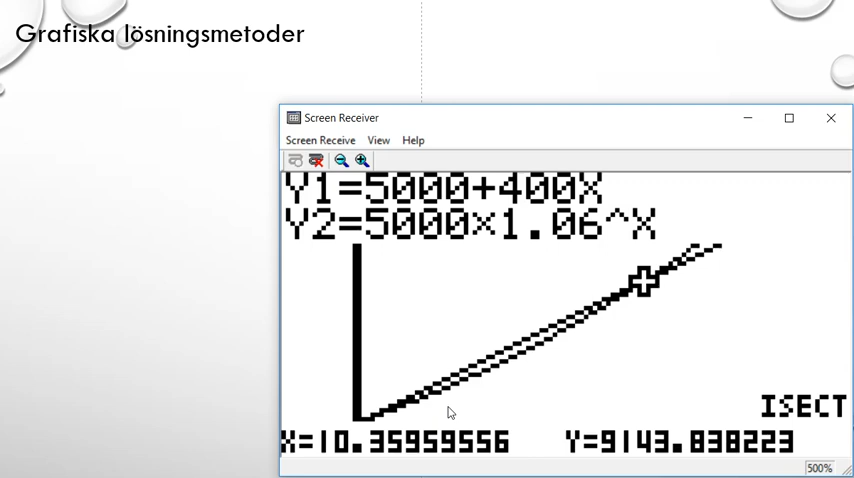 Grafiska lösningsmetoder
Screen Receiver
Screen Receive View Help
Y1=5000+400X
Y2=5000×1.06^X
ISECT
X=10.35959556 Y=9143.838223
500%